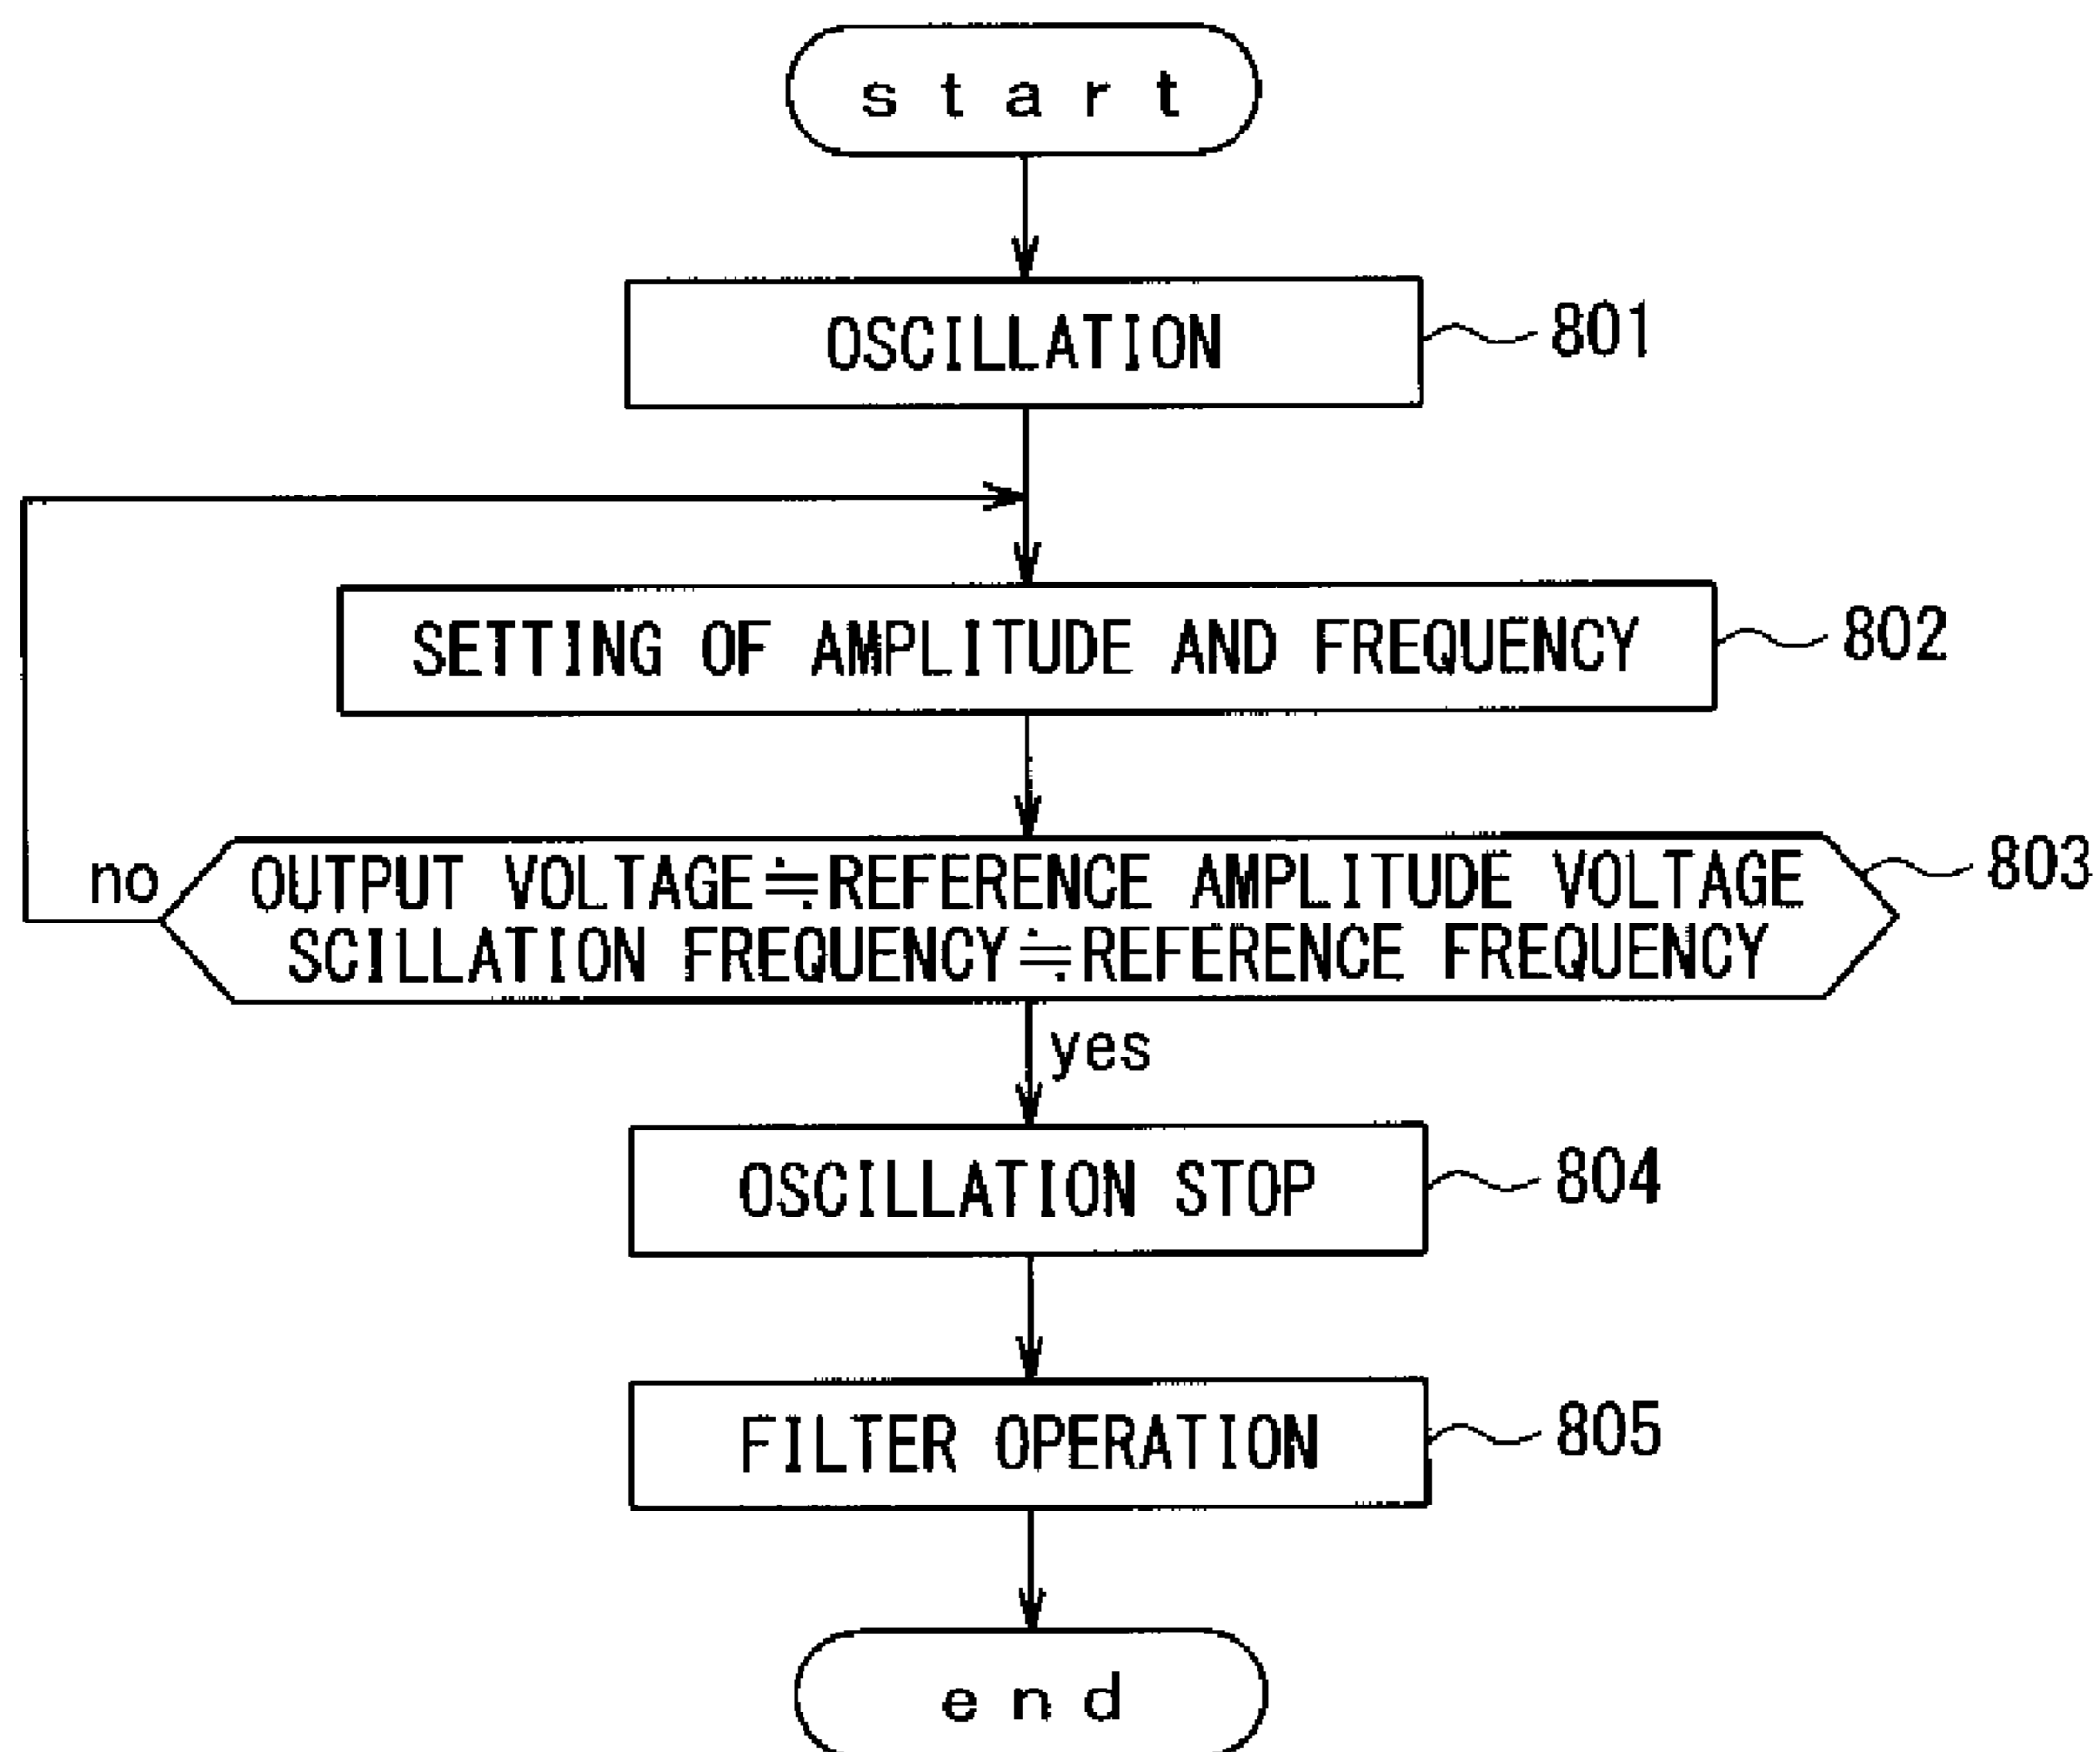 start
OSCILLATION
801
SETTING OF AMPLITUDE AND FREQUENCY
802
no
OUTPUT VOLTAGE≒REFERENCE AMPLITUDE VOLTAGE
SCILLATION FREQUENCY≒REFERENCE FREQUENCY
803
yes
OSCILLATION STOP
804
FILTER OPERATION
805
end